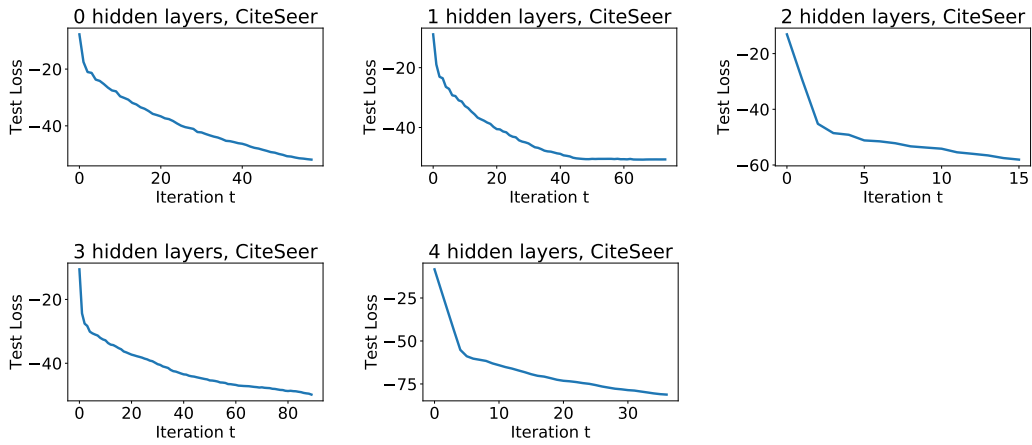 0 hidden layers, CiteSeer
Test Loss
−20
−40
0 20 40
Iteration t
1 hidden layers, CiteSeer
Test Loss
−20
−40
0 20 40 60
Iteration t
2 hidden layers, CiteSeer
Test Loss
−20
−40
−60
0 5 10 15
Iteration t
3 hidden layers, CiteSeer
Test Loss
−20
−40
0 20 40 60 80
Iteration t
4 hidden layers, CiteSeer
Test Loss
−25
−50
−75
0 10 20 30
Iteration t